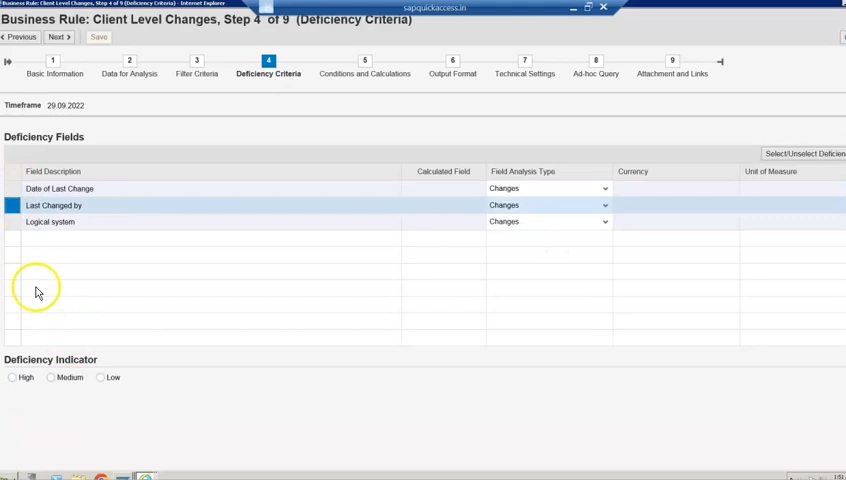 Business Rule: Client Level Changes, Step 4 of 9 (Deficiency Criteria) - Internet Explorer
sapquickaccess.in
Business Rule: Client Level Changes, Step 4 of 9 (Deficiency Criteria)
Previous Next Save
1 2 3 4 5 6 7 8 9
Basic Information Data for Analysis Filter Criteria Deficiency Criteria Conditions and Calculations Output Format Technical Settings Ad-hoc Query Attachment and Links
Timeframe 29.09.2022
Deficiency Fields
Select/Unselect Deficien
Field Description Calculated Field Field Analysis Type Currency Unit of Measure
Date of Last Change Changes
Last Changed by Changes
Logical system Changes
Deficiency Indicator
High Medium Low